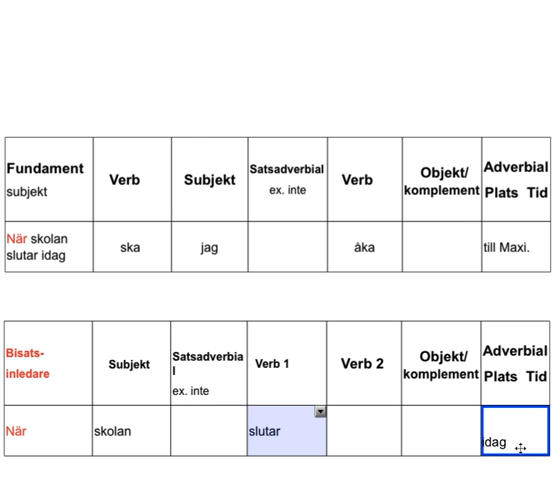 Fundament
subjekt
Verb
Subjekt
Satsadverbial
ex. inte
Verb
Objekt/
komplement
Adverbial
Plats Tid
När skolan
slutar idag
ska
jag
åka
till Maxi.
Bisats-
inledare
Subjekt
Satsadverbia
l
ex. inte
Verb 1
Verb 2
Objekt/
komplement
Adverbial
Plats Tid
När
skolan
slutar
idag